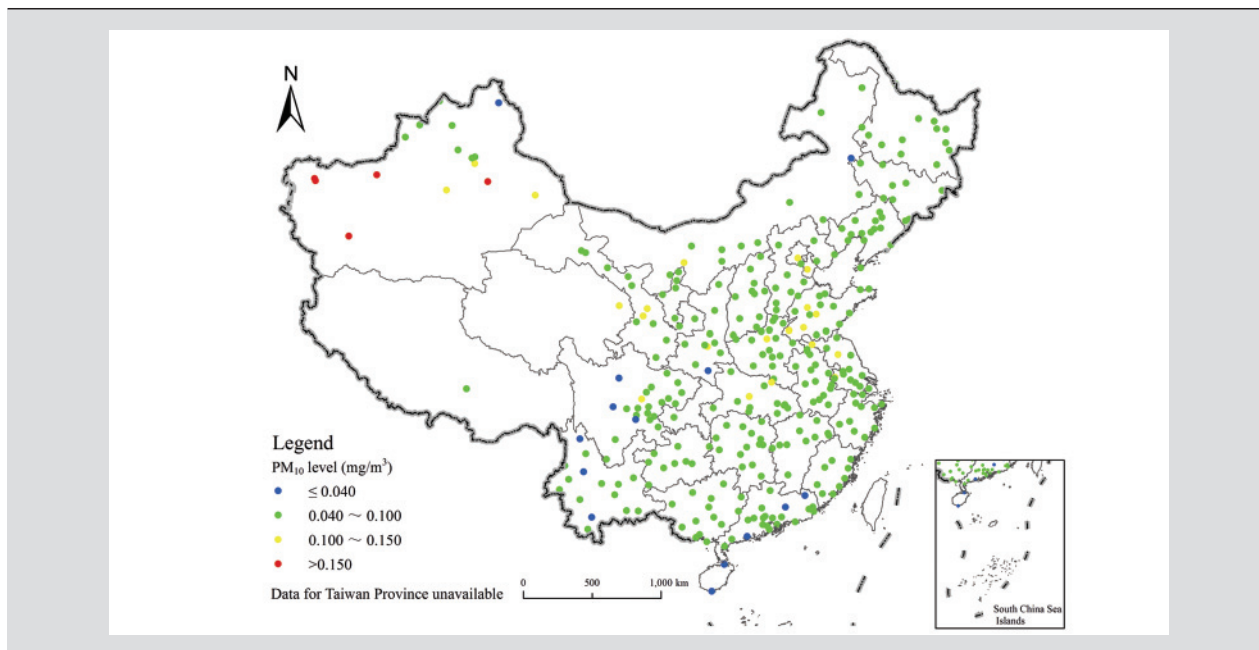 N
Legend
PM₁₀ level (mg/m³)
≤ 0.040
0.040 ～ 0.100
0.100 ～ 0.150
>0.150
Data for Taiwan Province unavailable
0 500 1,000 km
South China Sea
Islands